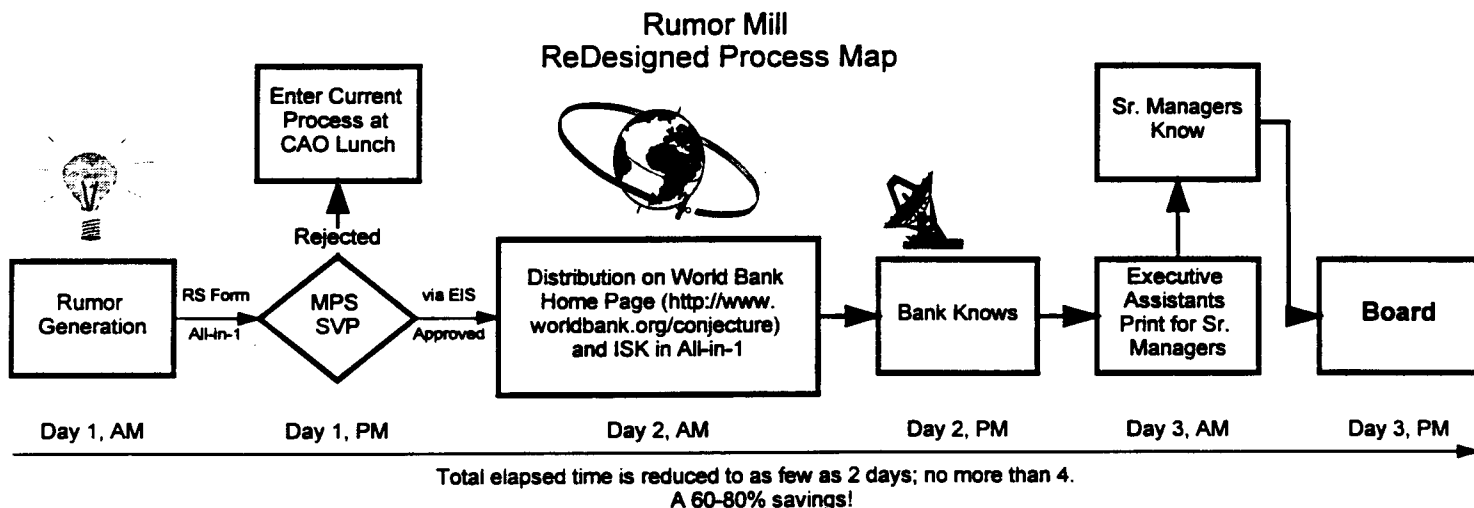 Rumor Mill
ReDesigned Process Map
Enter Current
Process at
CAO Lunch
Sr. Managers
Know
Rejected
Rumor
Generation
RS Form
All-in-1
MPS
SVP
via EIS
Approved
Distribution on World Bank
Home Page (http://www.
worldbank.org/conjecture)
and ISK in All-in-1
Bank Knows
Executive
Assistants
Print for Sr.
Managers
Board
Day 1, AM
Day 1, PM
Day 2, AM
Day 2, PM
Day 3, AM
Day 3, PM
Total elapsed time is reduced to as few as 2 days; no more than 4.
A 60-80% savings!